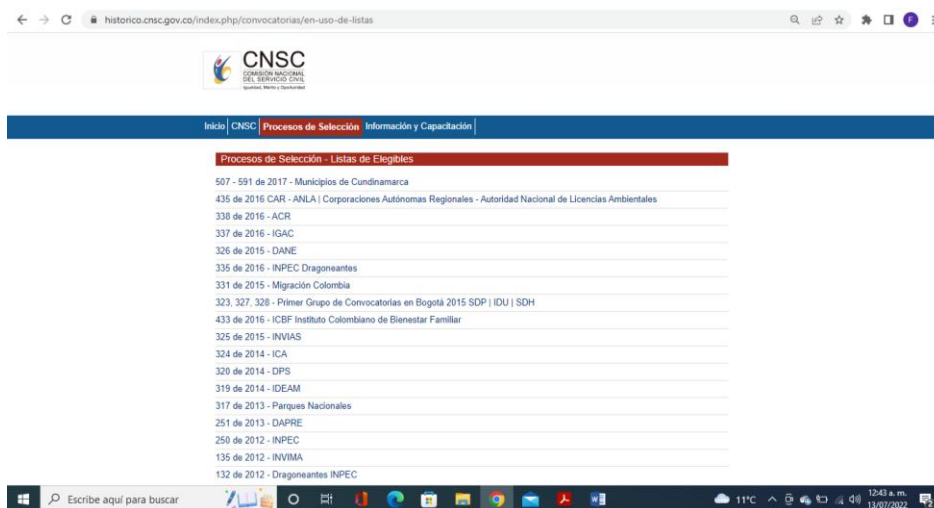 historico.cnsc.gov.co/index.php/convocatorias/en-uso-de-listas
F
CNSC
COMISIÓN NACIONAL
DEL SERVICIO CIVIL
Igualdad, Mérito y Oportunidad
Inicio CNSC Procesos de Selección Información y Capacitación
Procesos de Selección - Listas de Elegibles
507 - 591 de 2017 - Municipios de Cundinamarca
435 de 2016 CAR - ANLA | Corporaciones Autónomas Regionales - Autoridad Nacional de Licencias Ambientales
338 de 2016 - ACR
337 de 2016 - IGAC
326 de 2015 - DANE
335 de 2016 - INPEC Dragoneantes
331 de 2015 - Migración Colombia
323, 327, 328 - Primer Grupo de Convocatorias en Bogotá 2015 SDP | IDU | SDH
433 de 2016 - ICBF Instituto Colombiano de Bienestar Familiar
325 de 2015 - INVIAS
324 de 2014 - ICA
320 de 2014 - DPS
319 de 2014 - IDEAM
317 de 2013 - Parques Nacionales
251 de 2013 - DAPRE
250 de 2012 - INPEC
135 de 2012 - INVIMA
132 de 2012 - Dragoneantes INPEC
Escribe aquí para buscar
11°C
12:43 a. m.
13/07/2022
2